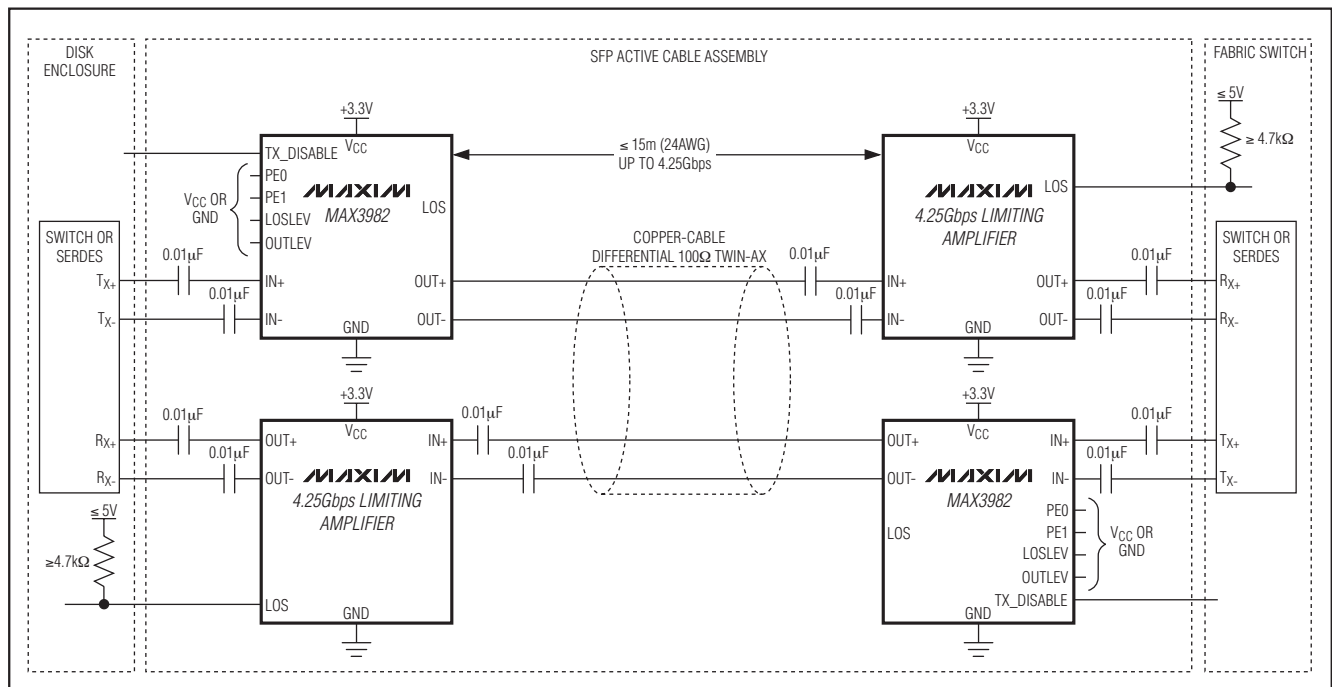 DISK
ENCLOSURE
SFP ACTIVE CABLE ASSEMBLY
FABRIC SWITCH
+3.3V
VCC
TX_DISABLE
PE0
PE1
LOSLEV
OUTLEV
VCC OR
GND
MAXIM
MAX3982
LOS
IN+
IN-
OUT+
OUT-
GND
≤ 15m (24AWG)
UP TO 4.25Gbps
COPPER-CABLE
DIFFERENTIAL 100Ω TWIN-AX
+3.3V
VCC
LOS
MAXIM
4.25Gbps LIMITING
AMPLIFIER
IN+
IN-
OUT+
OUT-
GND
≤ 5V
≥ 4.7kΩ
SWITCH OR
SERDES
TX+
TX-
0.01µF
0.01µF
0.01µF
0.01µF
0.01µF
0.01µF
SWITCH OR
SERDES
RX+
RX-
RX+
RX-
0.01µF
0.01µF
+3.3V
VCC
OUT+
OUT-
IN+
IN-
MAXIM
4.25Gbps LIMITING
AMPLIFIER
LOS
GND
0.01µF
0.01µF
≤ 5V
≥4.7kΩ
+3.3V
VCC
OUT+
OUT-
IN+
IN-
MAXIM
MAX3982
LOS
PE0
PE1
LOSLEV
OUTLEV
TX_DISABLE
GND
VCC OR
GND
0.01µF
0.01µF
TX+
TX-